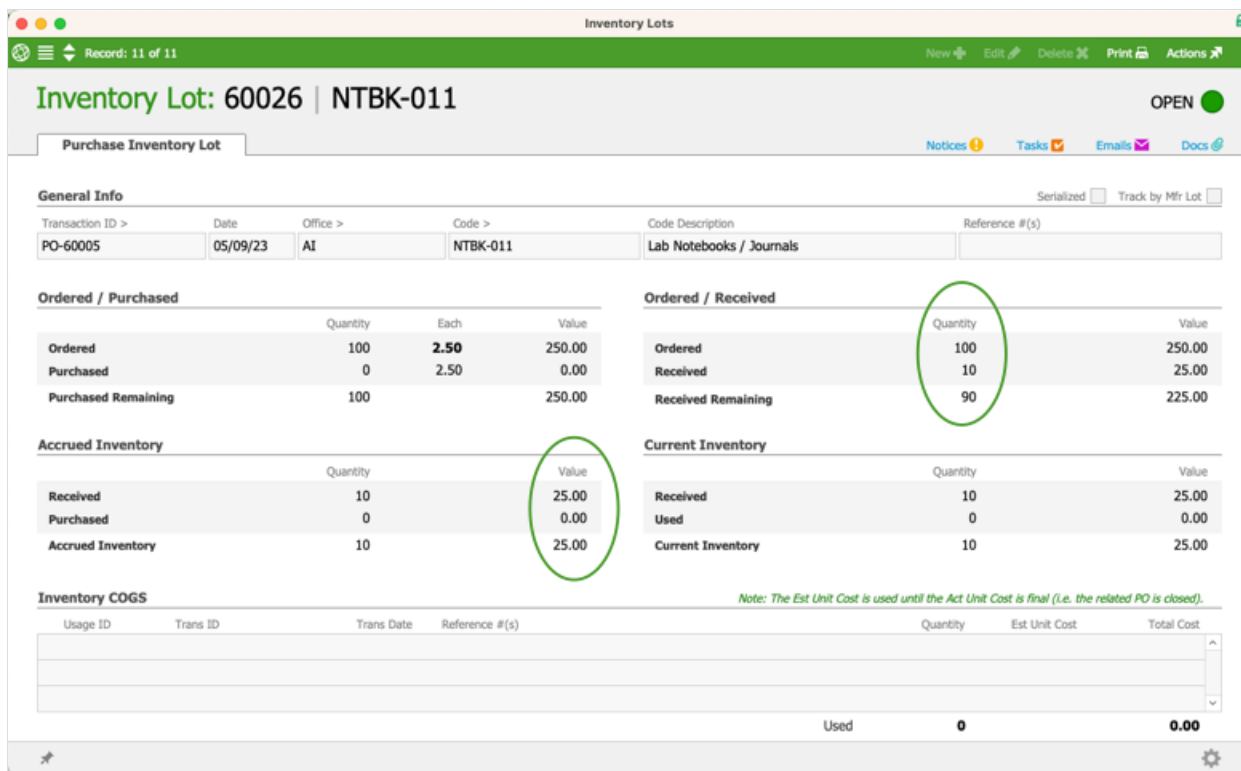 Inventory Lots
Record: 11 of 11 New Edit Delete Print Actions
Inventory Lot: 60026 | NTBK-011 OPEN
Purchase Inventory Lot Notices Tasks Emails Docs
General Info Serialized Track by Mfr Lot
Transaction ID > Date Office > Code > Code Description Reference #(s)
PO-60005 05/09/23 AI NTBK-011 Lab Notebooks / Journals
Ordered / Purchased
Quantity Each Value
Ordered 100 2.50 250.00
Purchased 0 2.50 0.00
Purchased Remaining 100 250.00
Ordered / Received
Quantity Value
Ordered 100 250.00
Received 10 25.00
Received Remaining 90 225.00
Accrued Inventory
Quantity Value
Received 10 25.00
Purchased 0 0.00
Accrued Inventory 10 25.00
Current Inventory
Quantity Value
Received 10 25.00
Used 0 0.00
Current Inventory 10 25.00
Inventory COGS Note: The Est Unit Cost is used until the Act Unit Cost is final (i.e. the related PO is closed).
Usage ID Trans ID Trans Date Reference #(s) Quantity Est Unit Cost Total Cost
Used 0 0.00